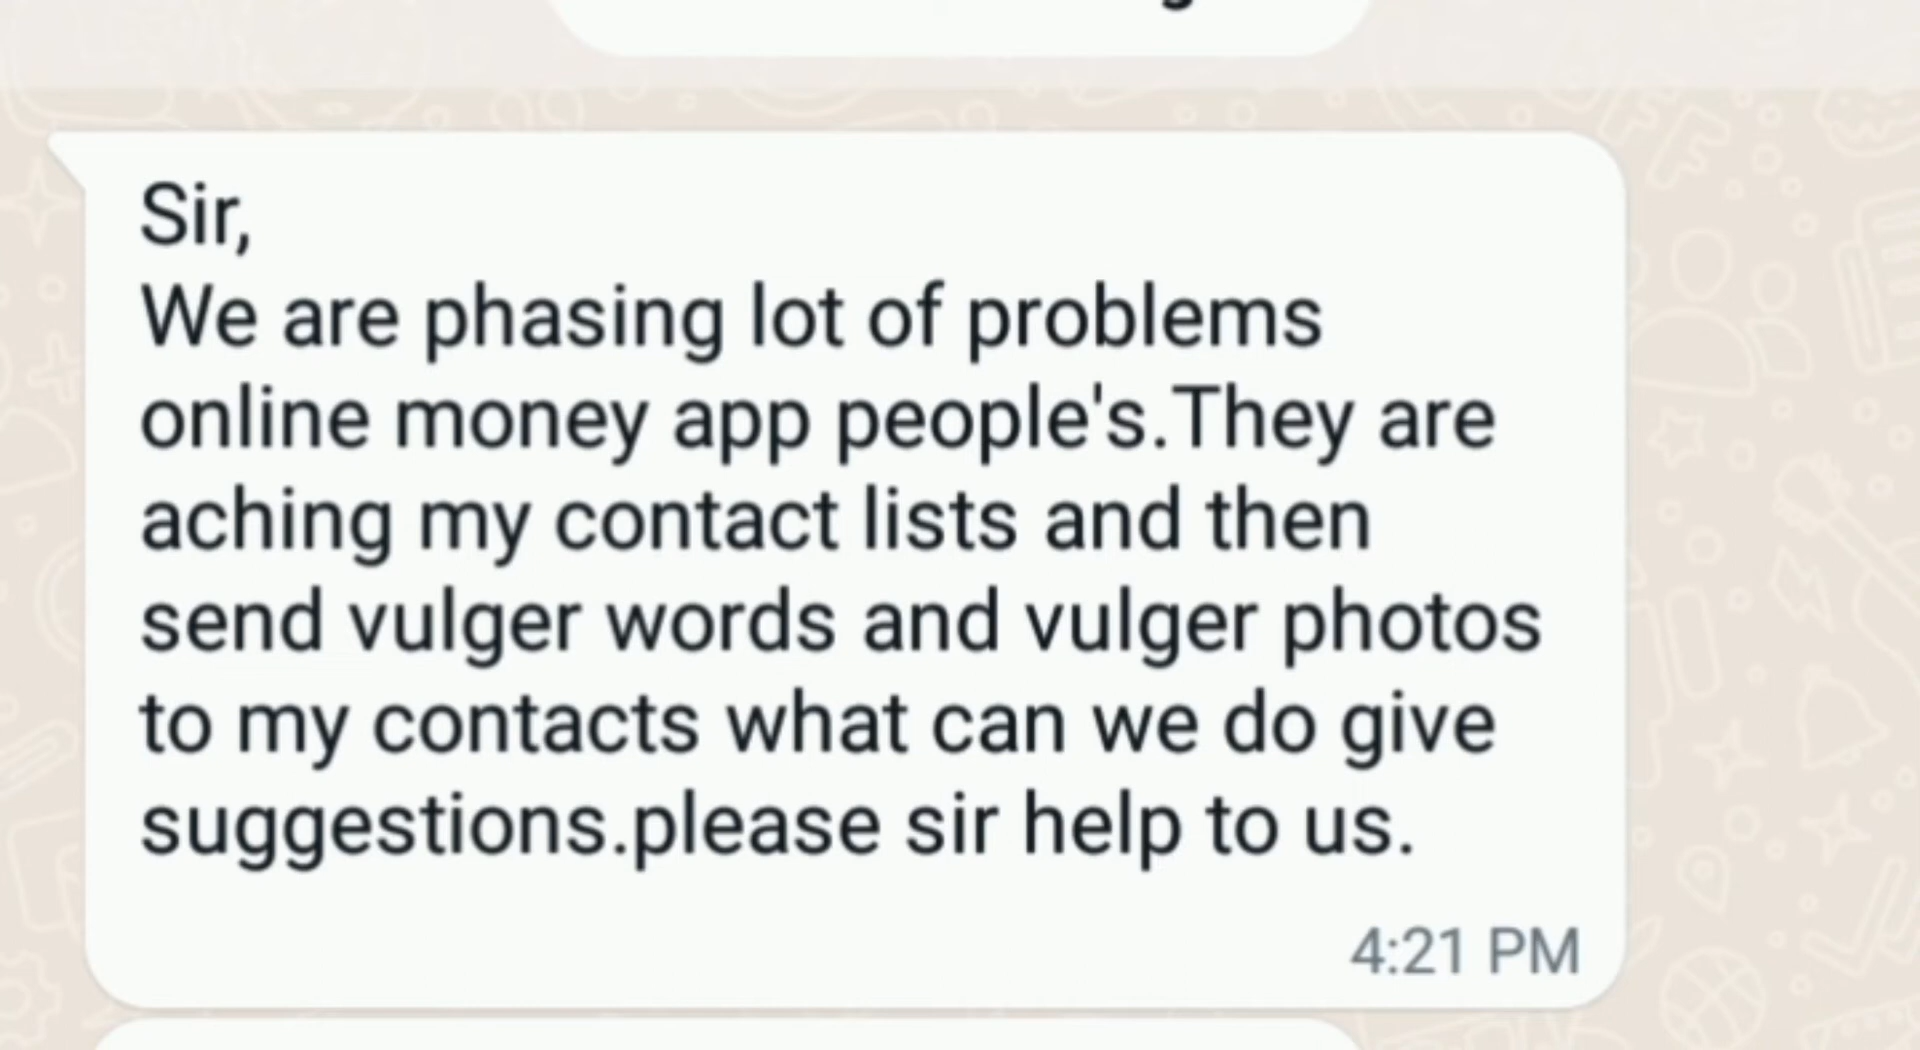 Sir,
We are phasing lot of problems
online money app people's.They are
aching my contact lists and then
send vulger words and vulger photos
to my contacts what can we do give
suggestions.please sir help to us.
4:21 PM